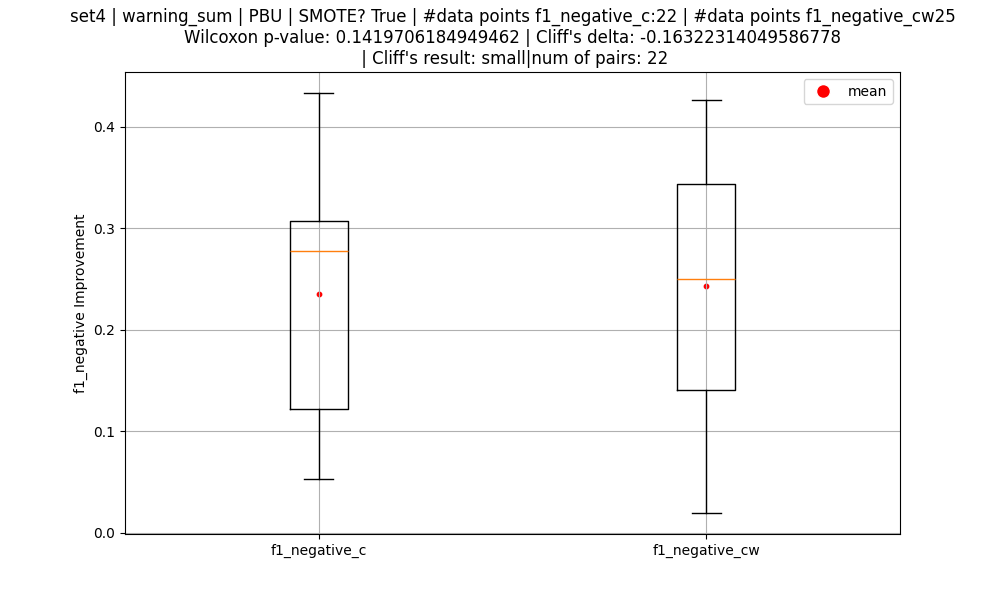 set4 | warning_sum | PBU | SMOTE? True | #data points f1_negative_c:22 | #data points f1_negative_cw25
Wilcoxon p-value: 0.1419706184949462 | Cliff's delta: -0.16322314049586778
| Cliff's result: small|num of pairs: 22
mean
f1_negative Improvement
0.4
0.3
0.2
0.1
0.0
f1_negative_c
f1_negative_cw